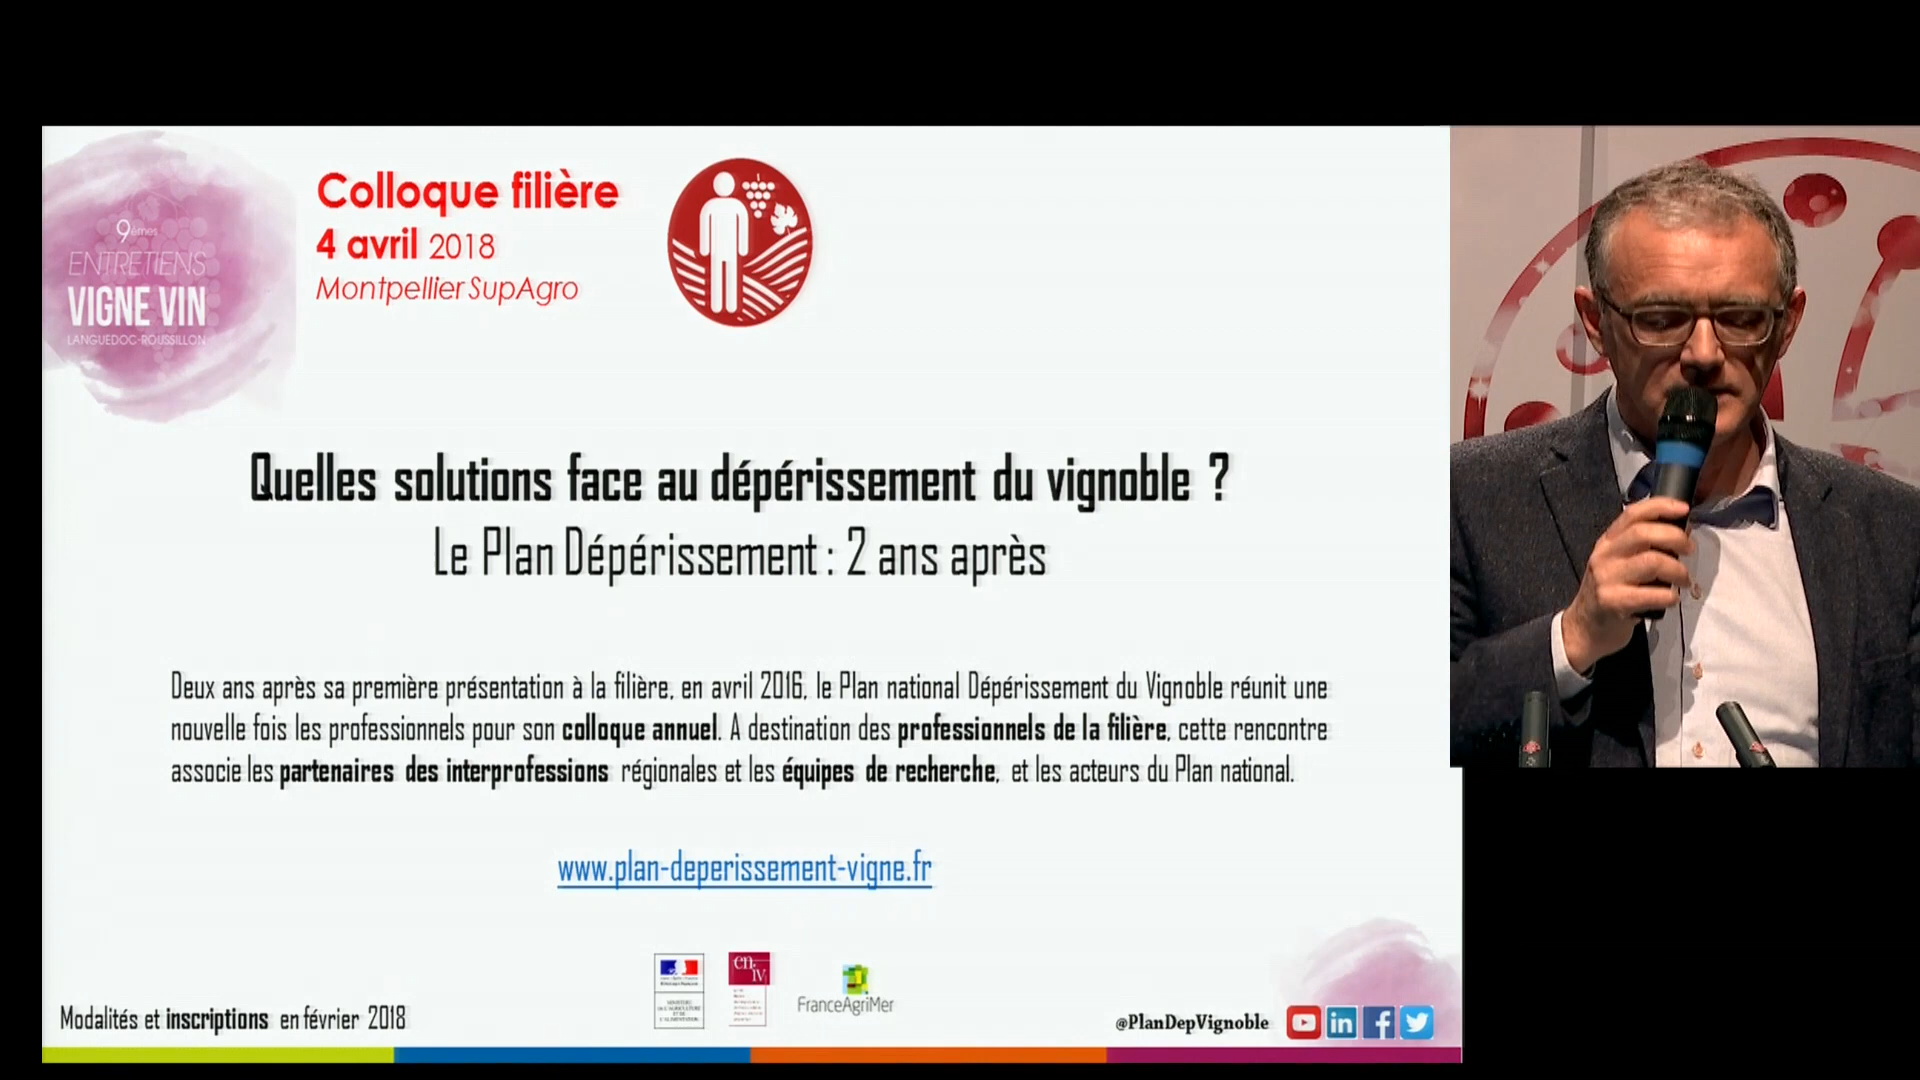 9èmes
ENTRETIENS
VIGNE VIN
LANGUEDOC-ROUSSILLON
Colloque filière
4 avril 2018
Montpellier SupAgro
Quelles solutions face au dépérissement du vignoble ?
Le Plan Dépérissement : 2 ans après
Deux ans après sa première présentation à la filière, en avril 2016, le Plan national Dépérissement du Vignoble réunit une
nouvelle fois les professionnels pour son colloque annuel. A destination des professionnels de la filière, cette rencontre
associe les partenaires des interprofessions régionales et les équipes de recherche, et les acteurs du Plan national.
www.plan-deperissement-vigne.fr
cn.
iv
FranceAgriMer
Modalités et inscriptions en février 2018
@PlanDepVignoble
in
f